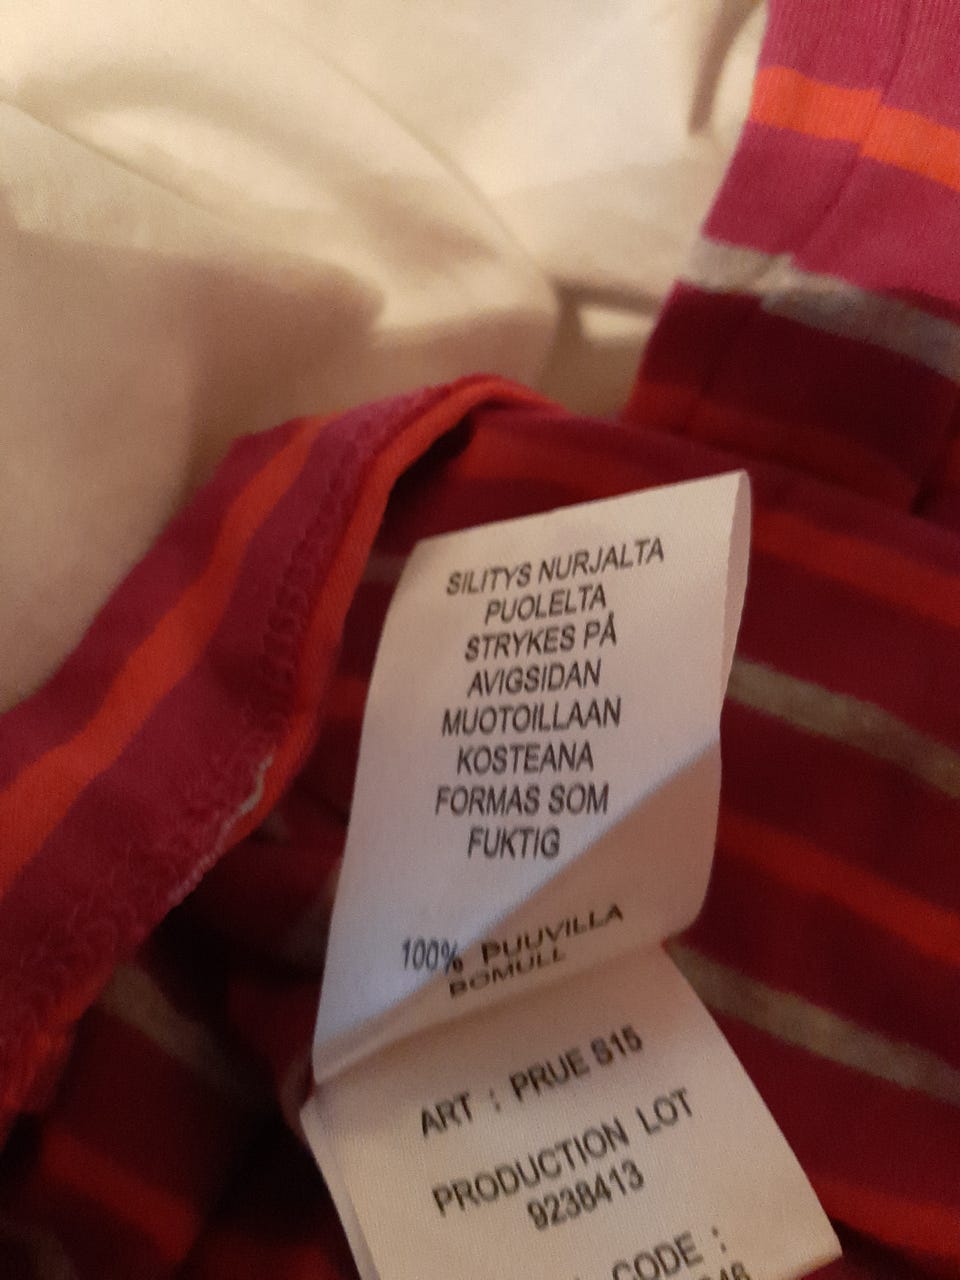 SILITYS NURJALTA
PUOLELTA
STRYKES PÅ
AVIGSIDAN
MUOTOILLAAN
KOSTEANA
FORMAS SOM
FUKTIG
100% PUUVILLA
BOMULL
ART : PRUE S15
PRODUCTION LOT
9238413
CODE :